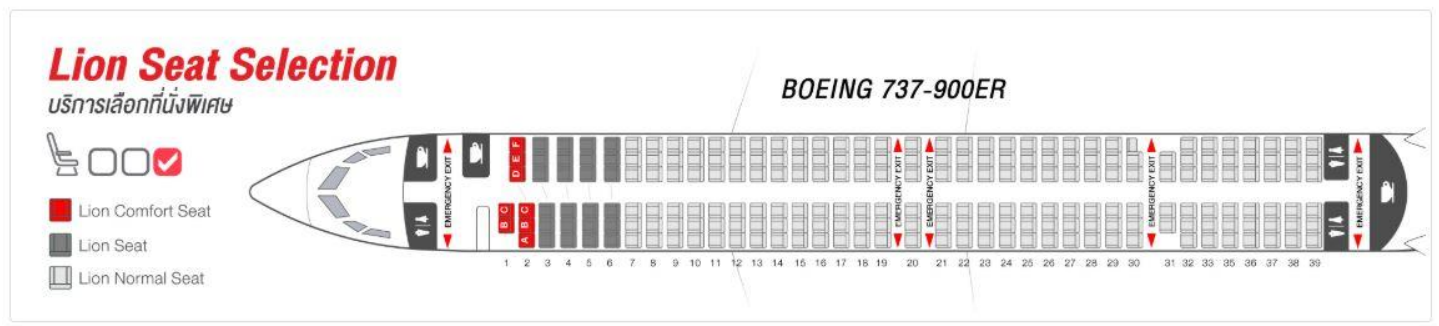 Lion Seat Selection
บริการเลือกที่นั่งพิเศษ
BOEING 737-900ER
Lion Comfort Seat
Lion Seat
Lion Normal Seat
D E F
B C
A B C
EMERGENCY EXIT
EMERGENCY EXIT
EMERGENCY EXIT
EMERGENCY EXIT
EMERGENCY EXIT
1 2 3 4 5 6 7 8 9 10 11 12 13 14 15 16 17 18 19 20 21 22 23 24 25 26 27 28 29 30 31 32 33 35 36 37 38 39